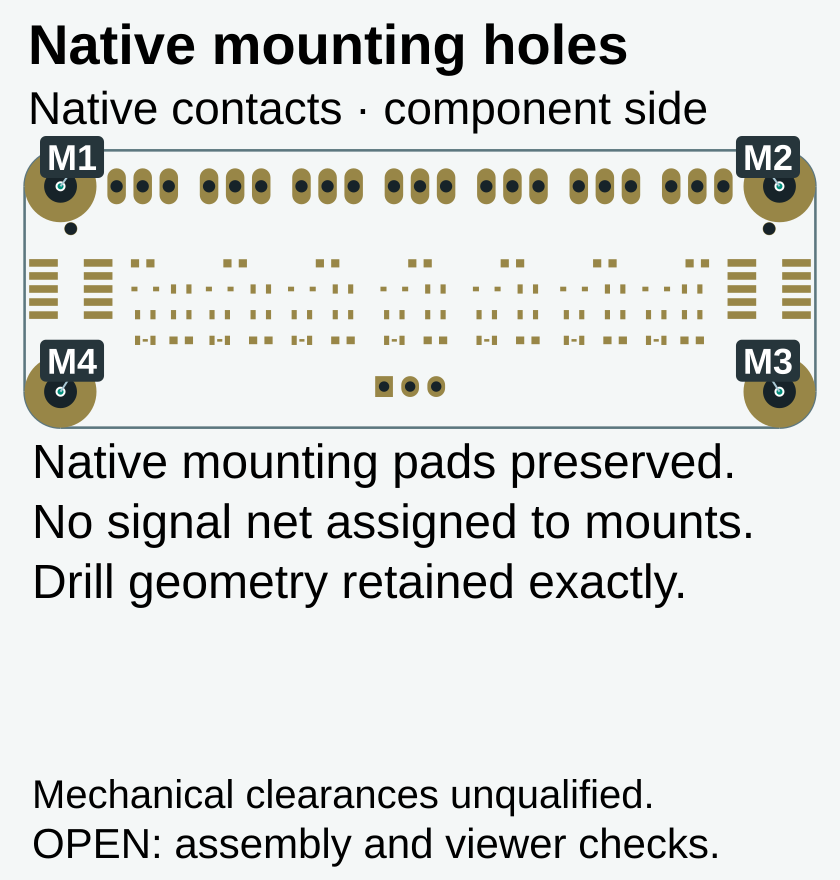 Native mounting holes
Native contacts · component side
M1 M2
M4 M3
Native mounting pads preserved.
No signal net assigned to mounts.
Drill geometry retained exactly.
Mechanical clearances unqualified.
OPEN: assembly and viewer checks.